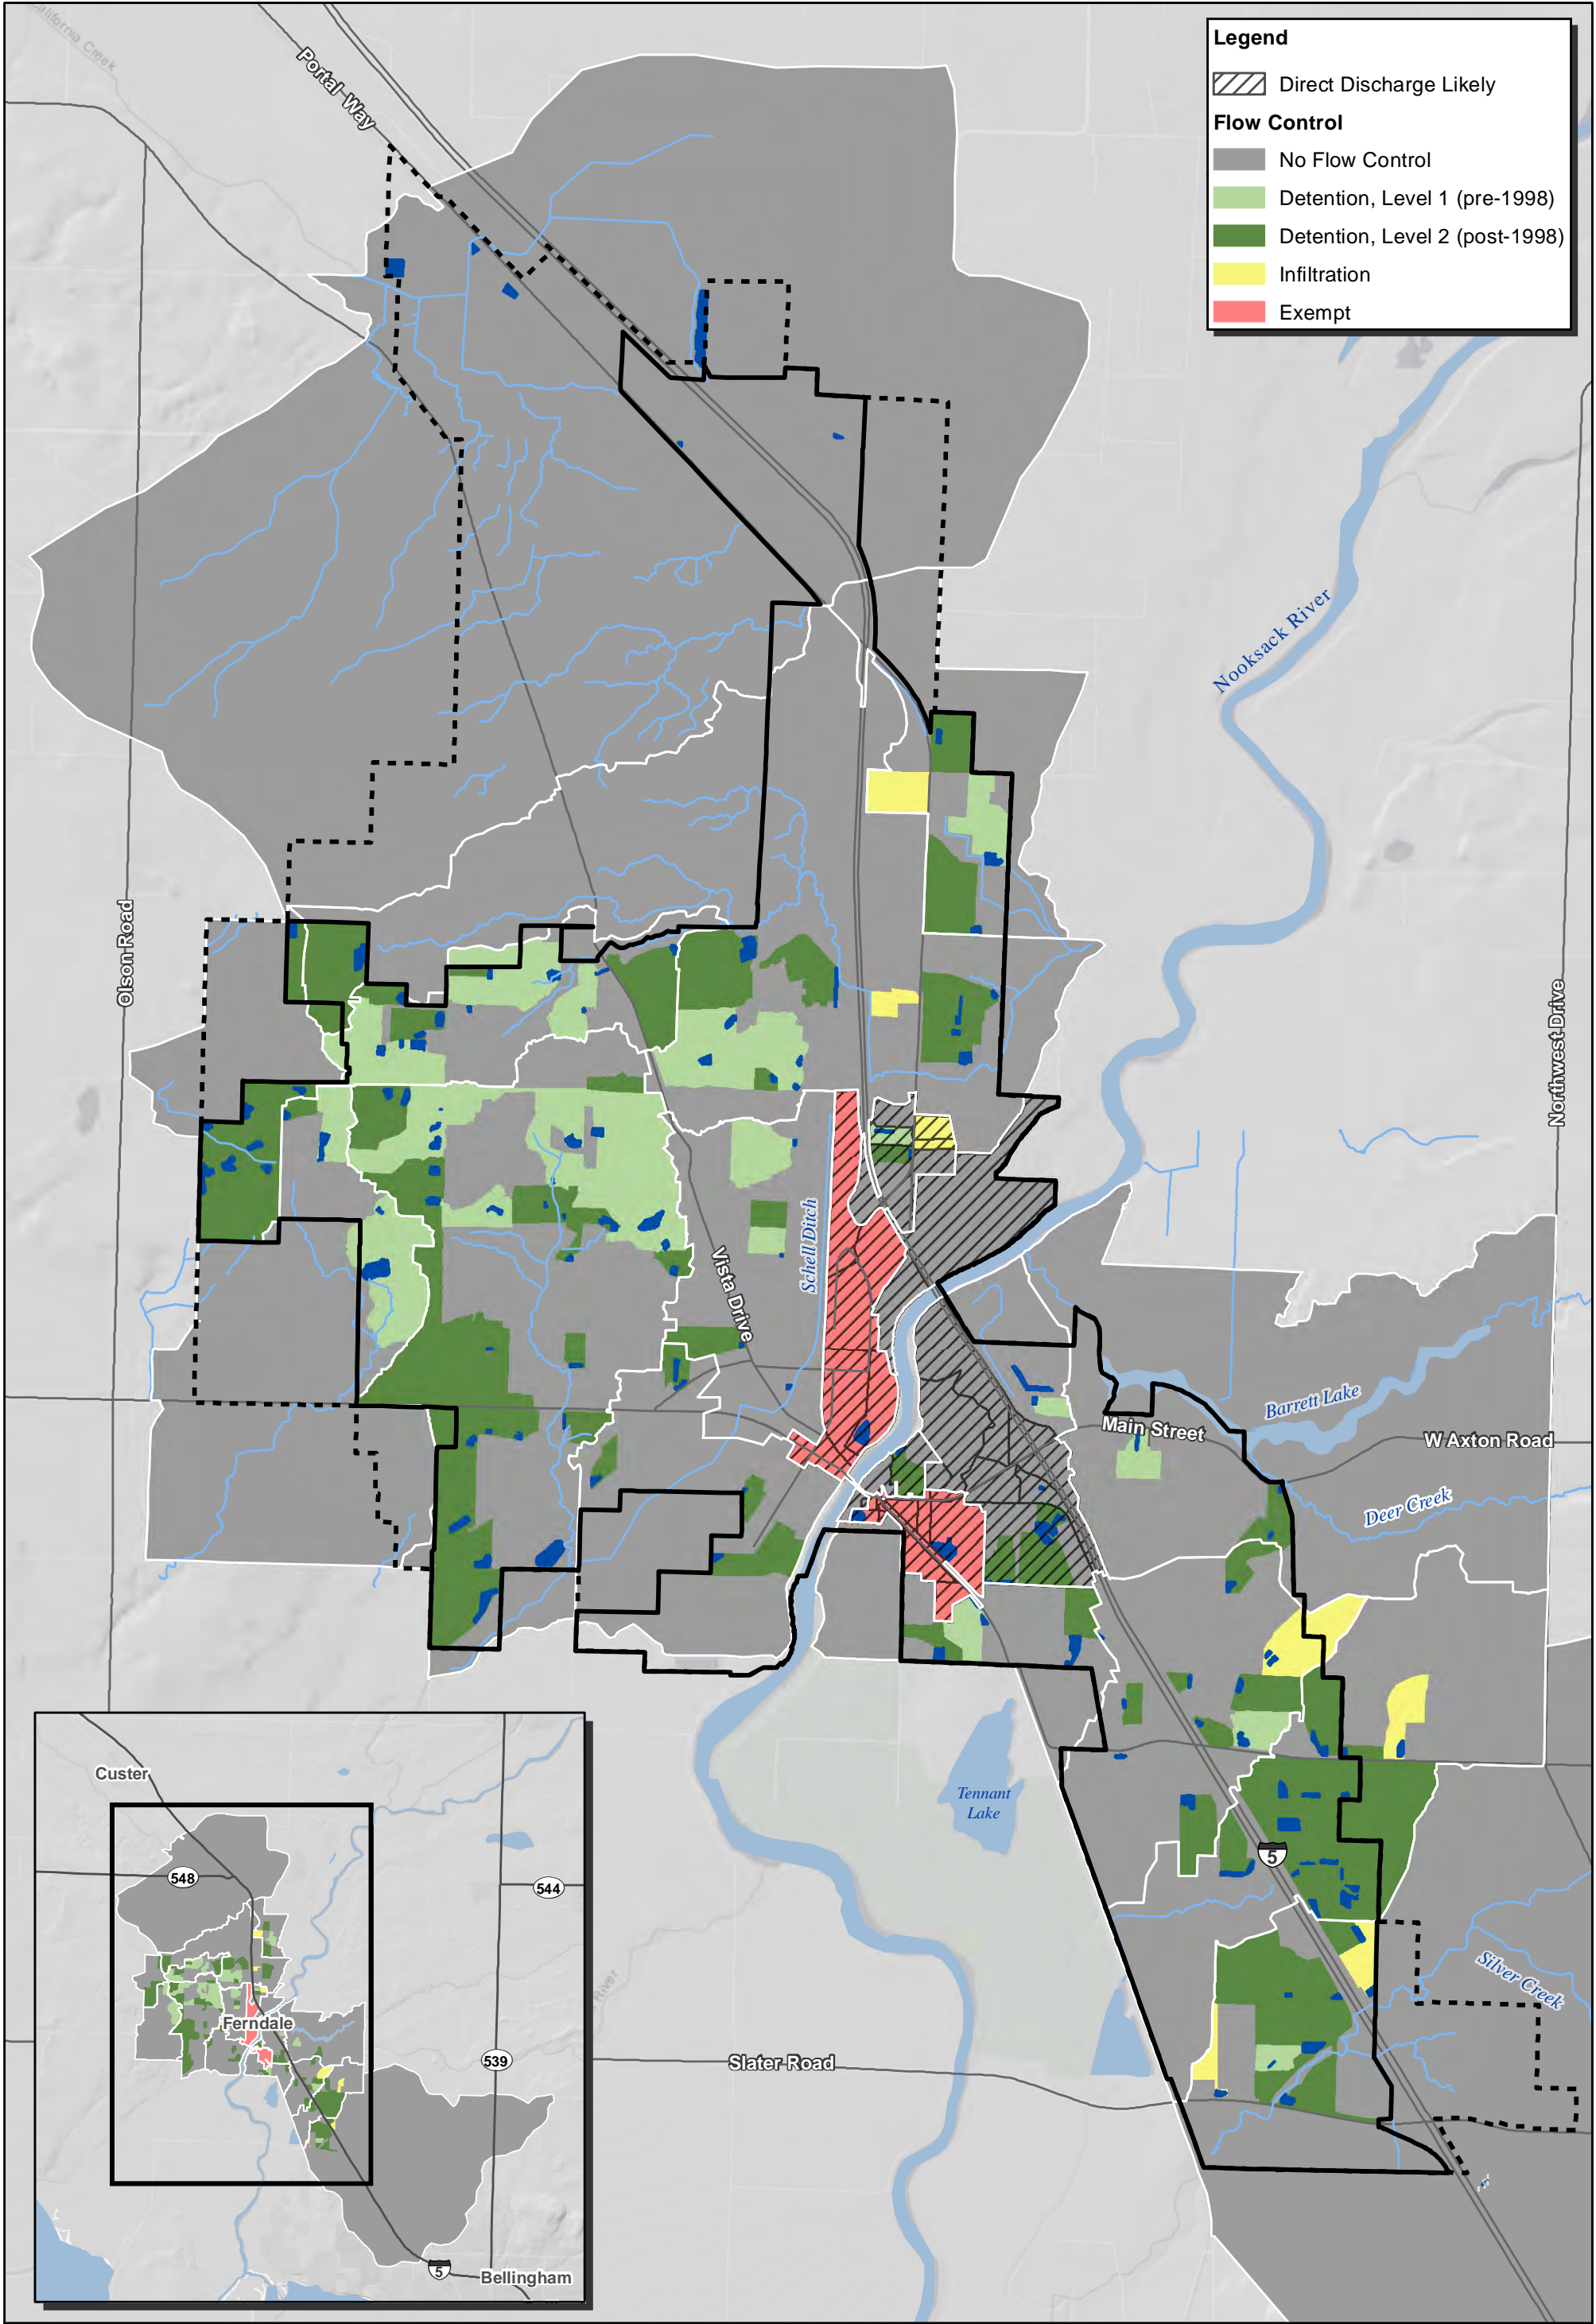 Legend
Direct Discharge Likely
Flow Control
No Flow Control
Detention, Level 1 (pre-1998)
Detention, Level 2 (post-1998)
Infiltration
Exempt
California Creek
Portal Way
Nooksack River
Olson Road
Northwest Drive
Schell Ditch
Vista Drive
Barrett Lake
Main Street
W Axton Road
Deer Creek
Tennant
Lake
5
Silver Creek
Slater Road
River
Custer
548
544
Ferndale
539
5
Bellingham